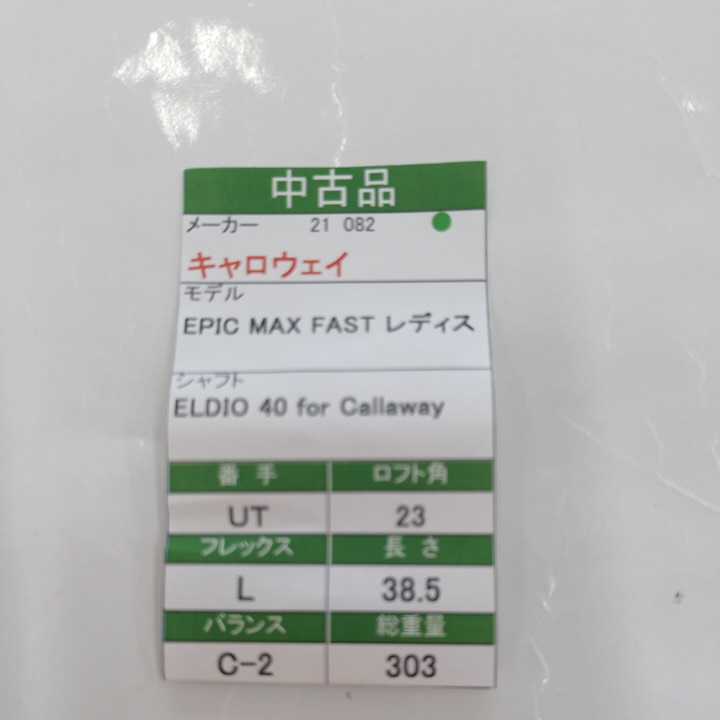 中古品
メーカー 21 082
キャロウェイ
モデル
EPIC MAX FAST レディス
シャフト
ELDIO 40 for Callaway
番手 ロフト角
UT 23
フレックス 長さ
L 38.5
バランス 総重量
C-2 303